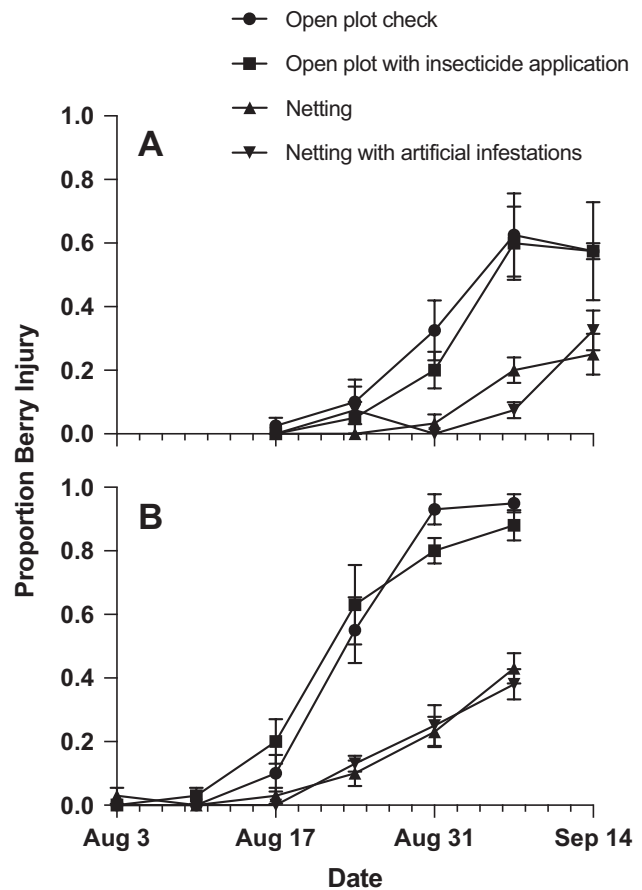 Open plot check
Open plot with insecticide application
Netting
Netting with artificial infestations
A
1.0
0.8
0.6
0.4
0.2
0.0
B
1.0
0.8
0.6
0.4
0.2
0.0
Proportion Berry Injury
Aug 3 Aug 17 Aug 31 Sep 14
Date